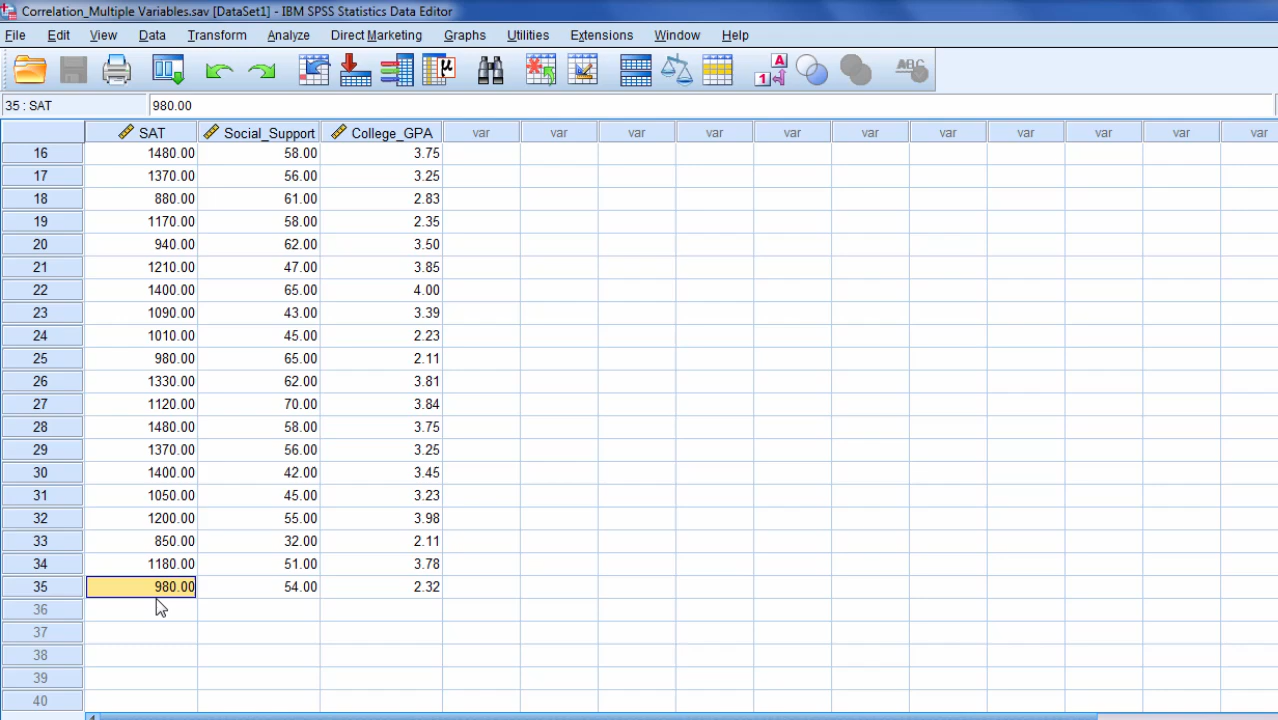 Correlation_Multiple Variables.sav [DataSet1] - IBM SPSS Statistics Data Editor
File Edit View Data Transform Analyze Direct Marketing Graphs Utilities Extensions Window Help
μ A 1 ABC
35 : SAT 980.00
SAT Social_Support College_GPA var var var var var var var var var var var
16 1480.00 58.00 3.75
17 1370.00 56.00 3.25
18 880.00 61.00 2.83
19 1170.00 58.00 2.35
20 940.00 62.00 3.50
21 1210.00 47.00 3.85
22 1400.00 65.00 4.00
23 1090.00 43.00 3.39
24 1010.00 45.00 2.23
25 980.00 65.00 2.11
26 1330.00 62.00 3.81
27 1120.00 70.00 3.84
28 1480.00 58.00 3.75
29 1370.00 56.00 3.25
30 1400.00 42.00 3.45
31 1050.00 45.00 3.23
32 1200.00 55.00 3.98
33 850.00 32.00 2.11
34 1180.00 51.00 3.78
35 980.00 54.00 2.32
36
37
38
39
40